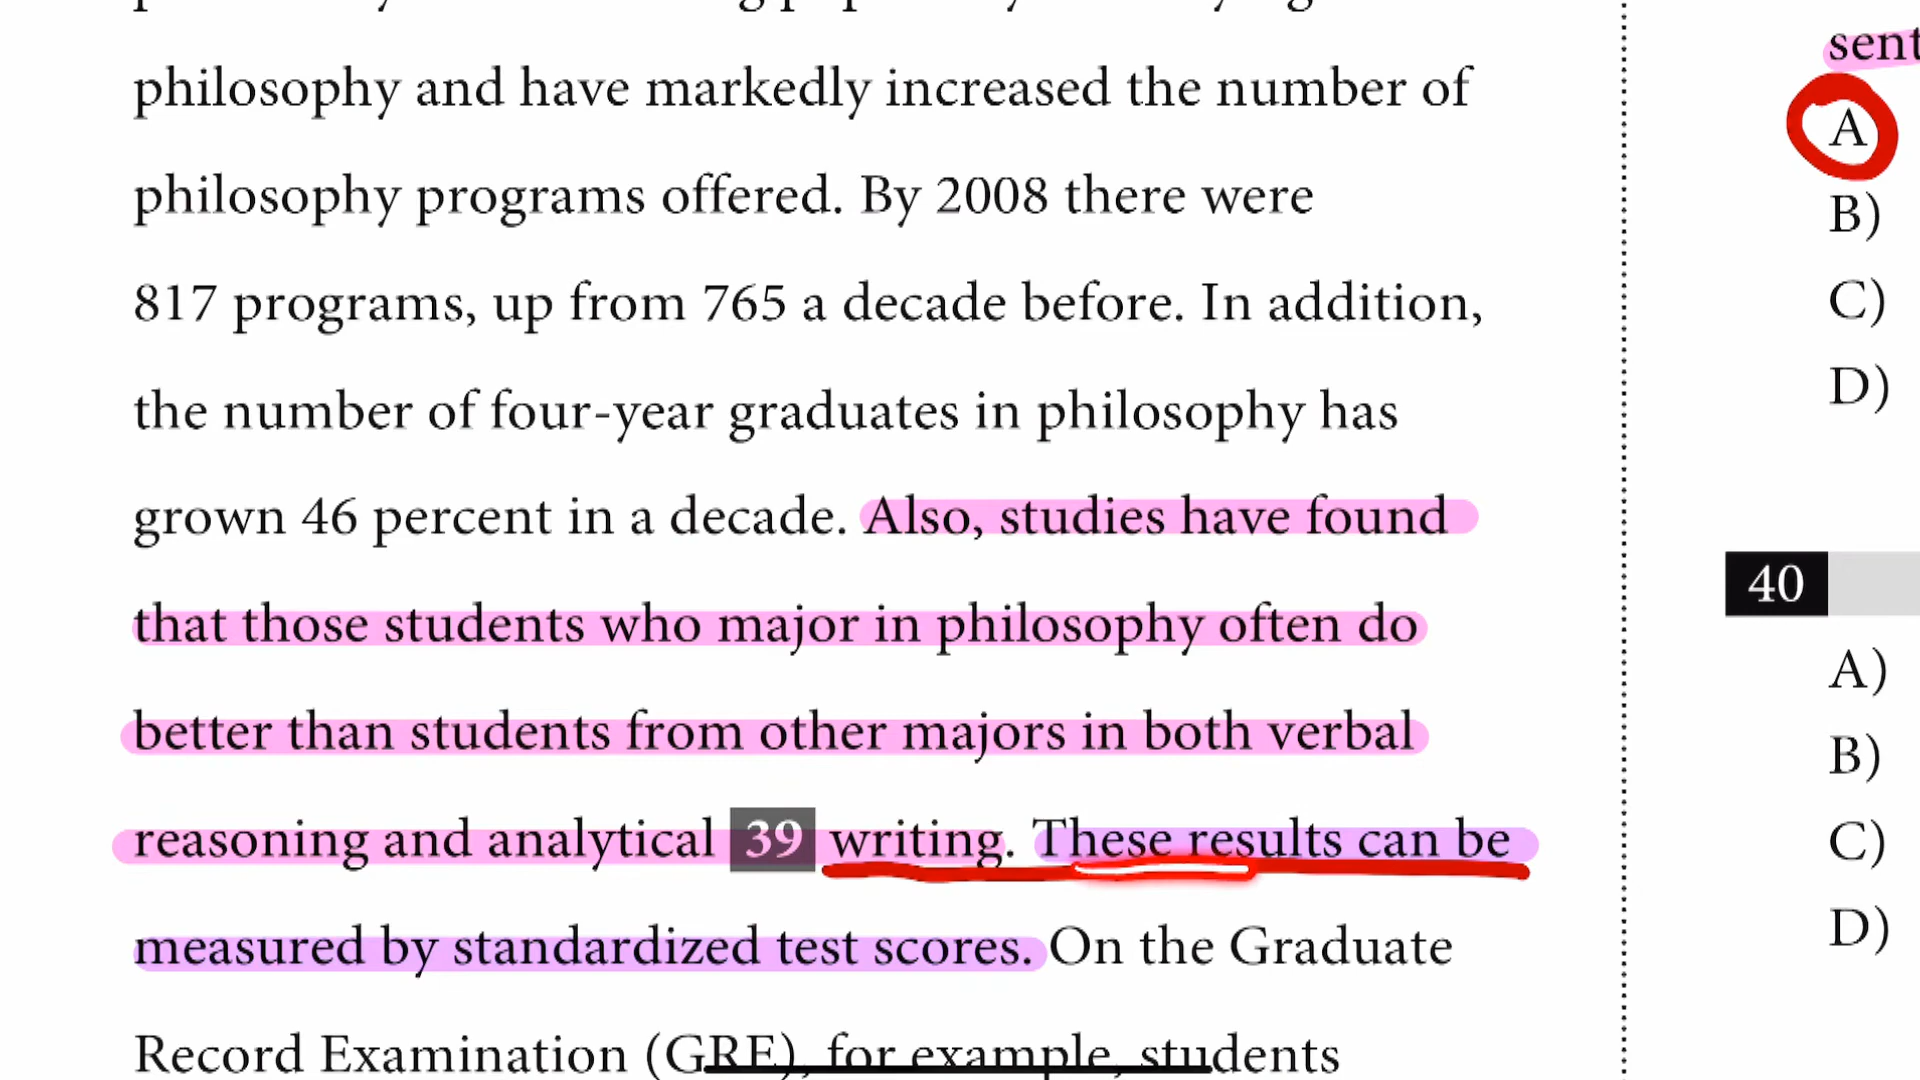 philosophy and have markedly increased the number of
philosophy programs offered. By 2008 there were
817 programs, up from 765 a decade before. In addition,
the number of four-year graduates in philosophy has
grown 46 percent in a decade. Also, studies have found
that those students who major in philosophy often do
better than students from other majors in both verbal
reasoning and analytical 39 writing. These results can be
measured by standardized test scores. On the Graduate
Record Examination (GRE), for example, students
sent
A
B)
C)
D)
40
A)
B)
C)
D)